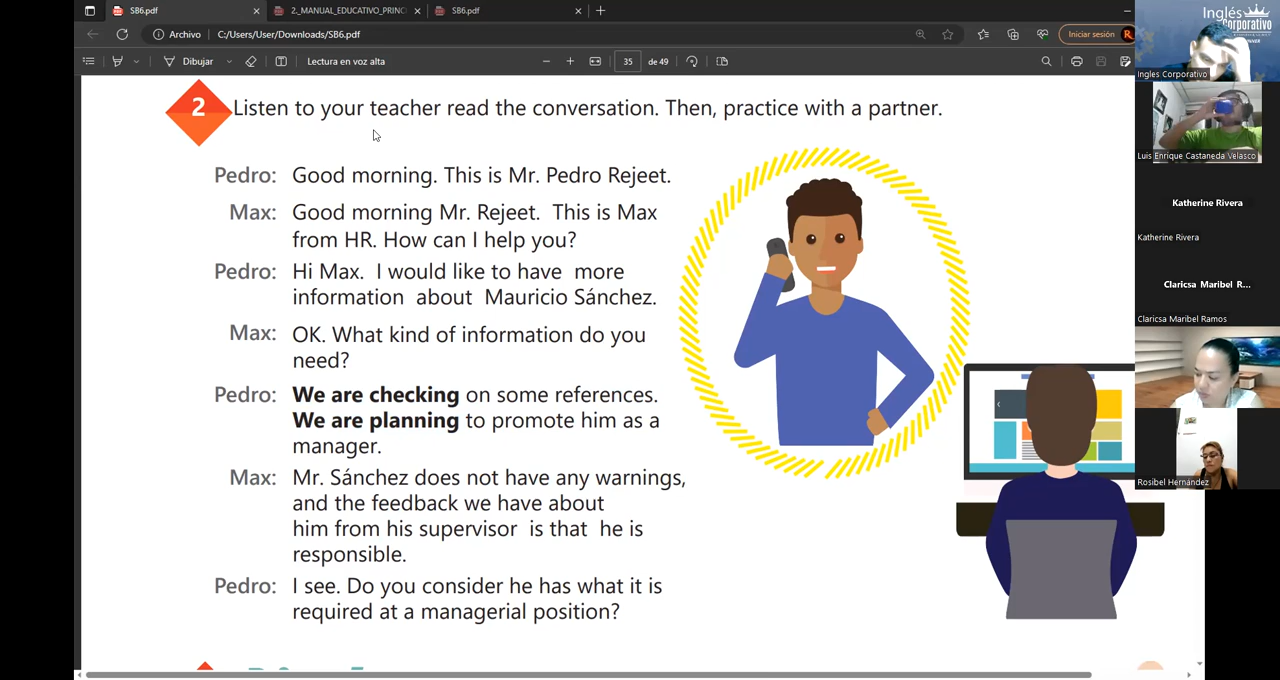 SB6.pdf
2._MANUAL_EDUCATIVO_PRINC
SB6.pdf
Archivo C:/Users/User/Downloads/SB6.pdf
Iniciar sesión
Dibujar
Lectura en voz alta
35 de 49
2 Listen to your teacher read the conversation. Then, practice with a partner.
Pedro: Good morning. This is Mr. Pedro Rejeet.
Max: Good morning Mr. Rejeet. This is Max
from HR. How can I help you?
Pedro: Hi Max. I would like to have more
information about Mauricio Sánchez.
Max: OK. What kind of information do you
need?
Pedro: We are checking on some references.
We are planning to promote him as a
manager.
Max: Mr. Sánchez does not have any warnings,
and the feedback we have about
him from his supervisor is that he is
responsible.
Pedro: I see. Do you consider he has what it is
required at a managerial position?
Inglés
Corporativo
Ingles Corporativo
Luis Enrique Castaneda Velasco
Katherine Rivera
Katherine Rivera
Claricsa Maribel R...
Claricsa Maribel Ramos
Rosibel Hernández